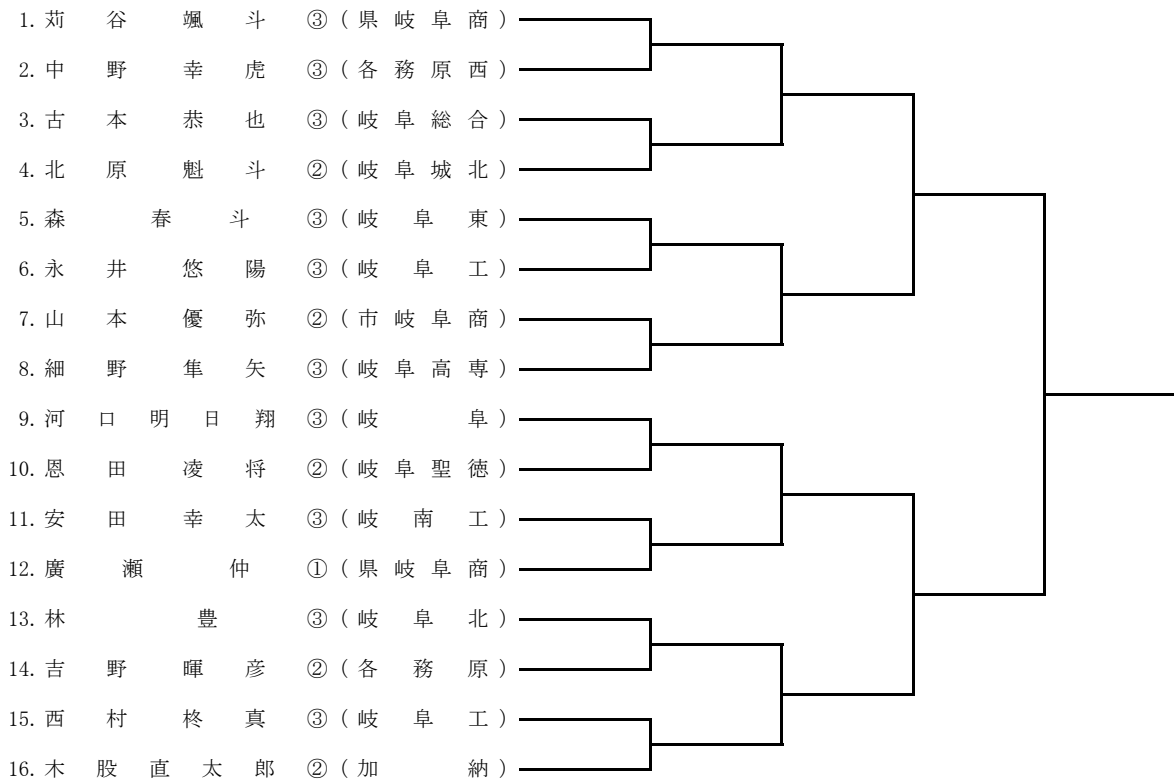 1. 苅谷颯斗 ③ (県岐阜商)
2. 中野幸虎 ③ (各務原西)
3. 古本恭也 ③ (岐阜総合)
4. 北原魁斗 ② (岐阜城北)
5. 森春斗 ③ (岐阜東)
6. 永井悠陽 ③ (岐阜工)
7. 山本優弥 ② (市岐阜商)
8. 細野隼矢 ③ (岐阜高専)
9. 河口明日翔 ③ (岐阜)
10. 恩田凌将 ② (岐阜聖徳)
11. 安田幸太 ③ (岐南工)
12. 廣瀬仲 ① (県岐阜商)
13. 林豊 ③ (岐阜北)
14. 吉野暉彦 ② (各務原)
15. 西村柊真 ③ (岐阜工)
16. 木股直太郎 ② (加納)